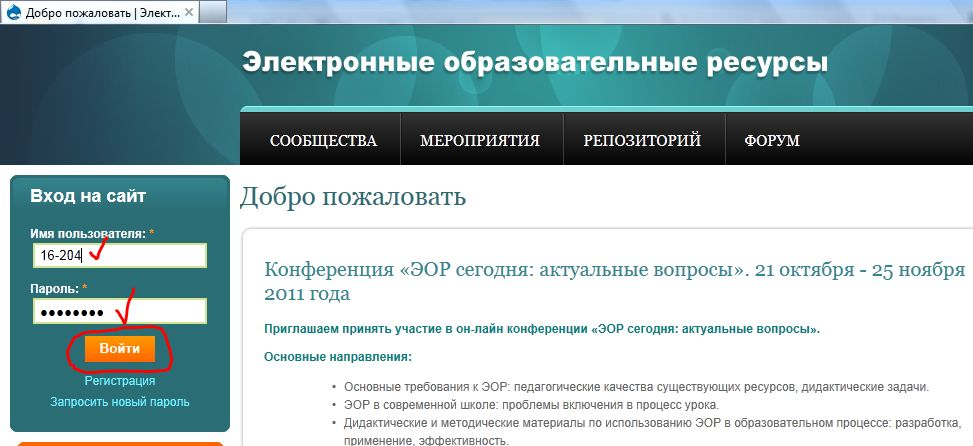 Добро пожаловать | Элект...
Электронные образовательные ресурсы
СООБЩЕСТВА
МЕРОПРИЯТИЯ
РЕПОЗИТОРИЙ
ФОРУМ
Вход на сайт
Имя пользователя: *
16-204
Пароль: *
●●●●●●●●
Войти
Регистрация
Запросить новый пароль
Добро пожаловать
Конференция «ЭОР сегодня: актуальные вопросы». 21 октября - 25 ноября
2011 года
Приглашаем принять участие в он-лайн конференции «ЭОР сегодня: актуальные вопросы».
Основные направления:
• Основные требования к ЭОР: педагогические качества существующих ресурсов, дидактические задачи.
• ЭОР в современной школе: проблемы включения в процесс урока.
• Дидактические и методические материалы по использованию ЭОР в образовательном процессе: разработка,
применение, эффективность.